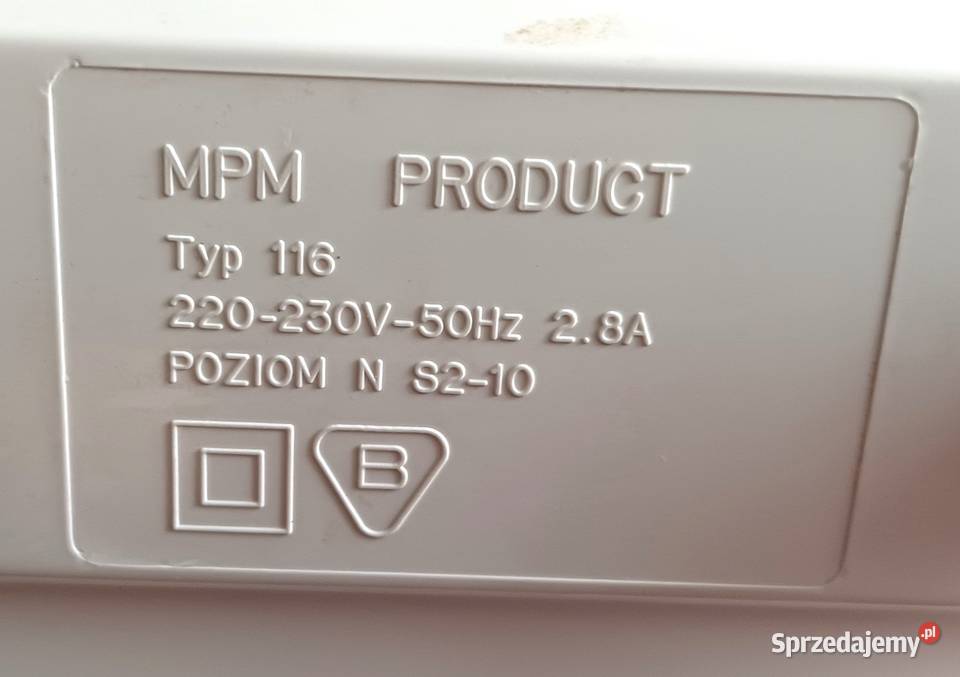 MPM PRODUCT
Typ 116
220-230V-50Hz 2.8A
POZIOM N S2-10
B
Sprzedajemy.pl